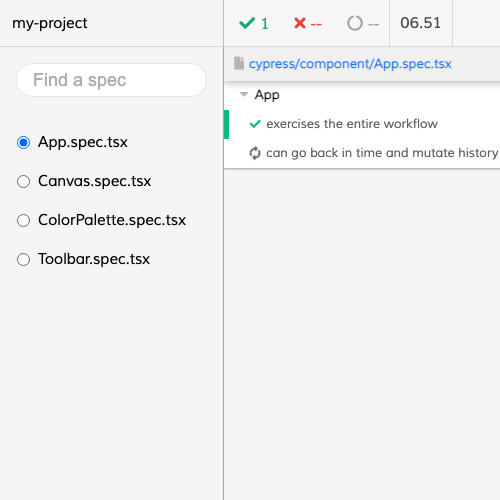 my-project
Find a spec
App.spec.tsx
Canvas.spec.tsx
ColorPalette.spec.tsx
Toolbar.spec.tsx
1 -- -- 06.51
cypress/component/App.spec.tsx
App
exercises the entire workflow
can go back in time and mutate history